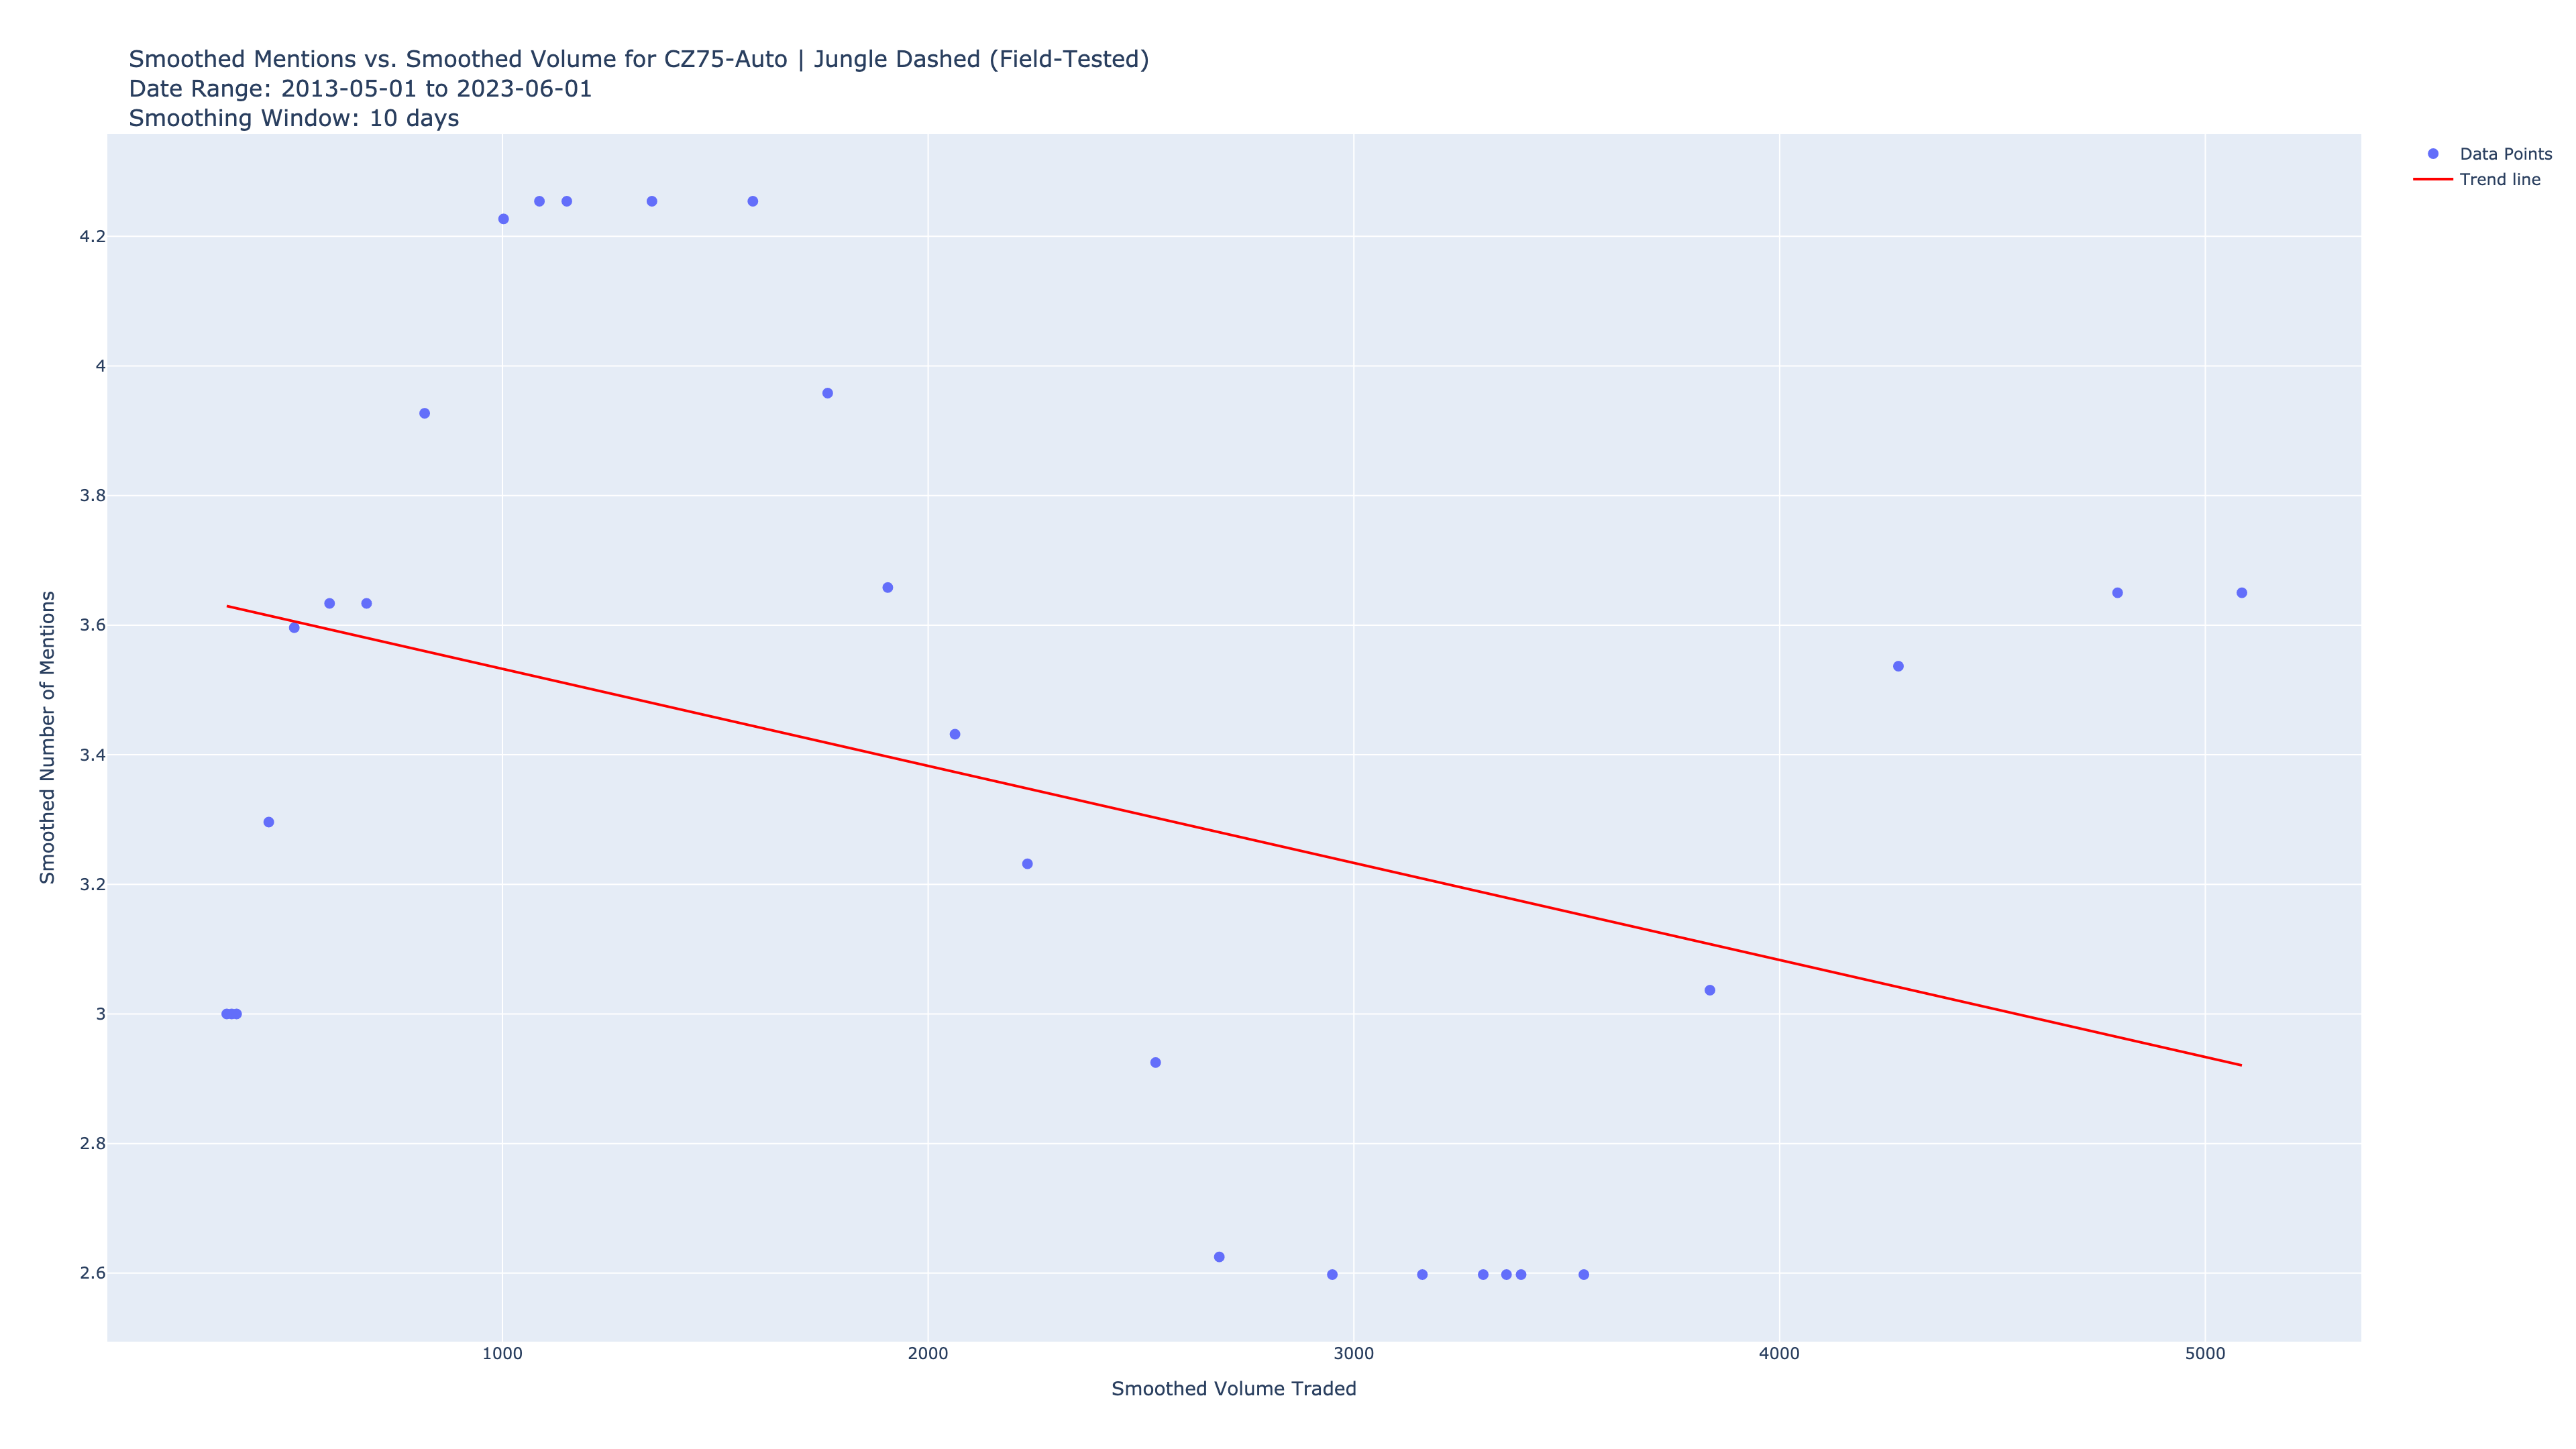 Smoothed Mentions vs. Smoothed Volume for CZ75-Auto | Jungle Dashed (Field-Tested)
Date Range: 2013-05-01 to 2023-06-01
Smoothing Window: 10 days
Data Points
Trend line
4.2
4
3.8
3.6
3.4
3.2
3
2.8
2.6
Smoothed Number of Mentions
1000
2000
3000
4000
5000
Smoothed Volume Traded